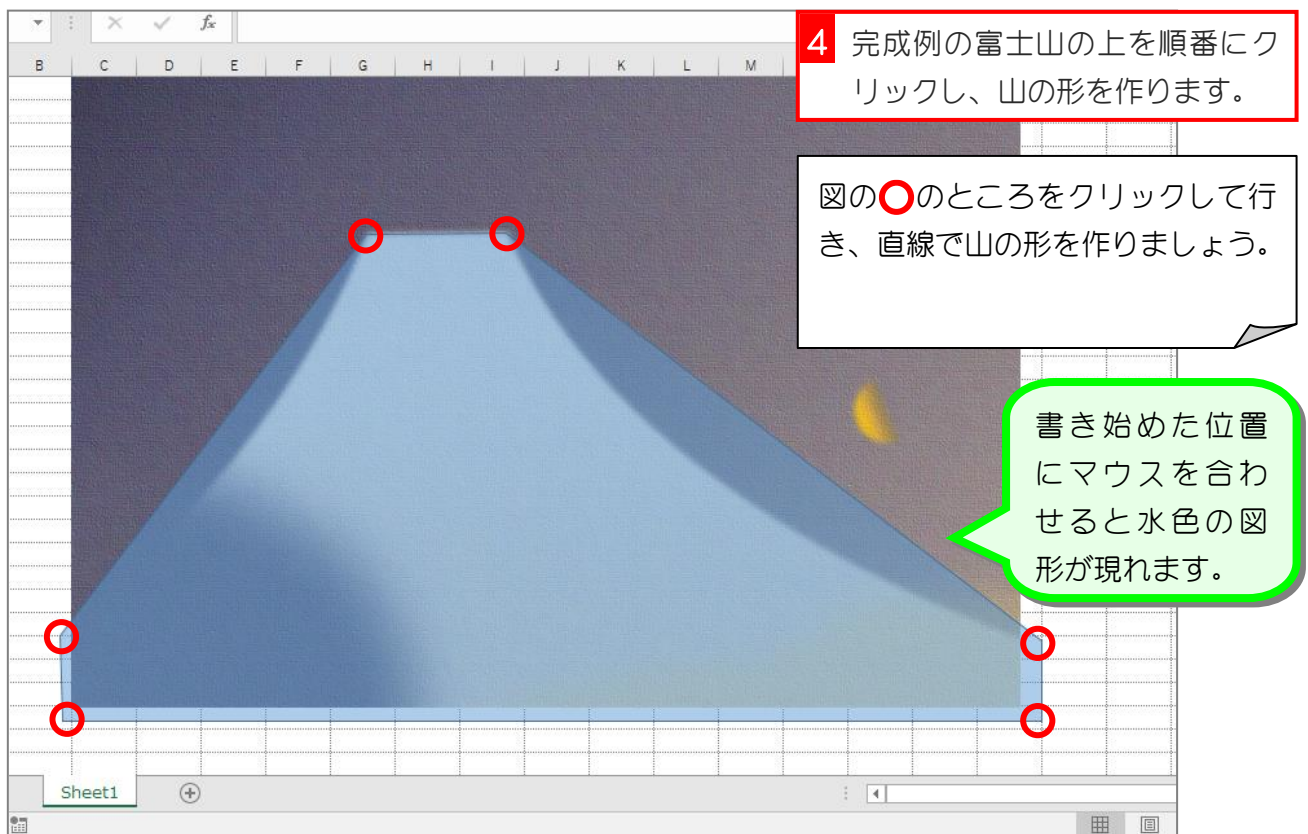 fx
B C D E F G H I J K L M
4 完成例の富士山の上を順番にク
リックし、山の形を作ります。
図の○のところをクリックして行
き、直線で山の形を作りましょう。
書き始めた位置
にマウスを合わ
せると水色の図
形が現れます。
Sheet1